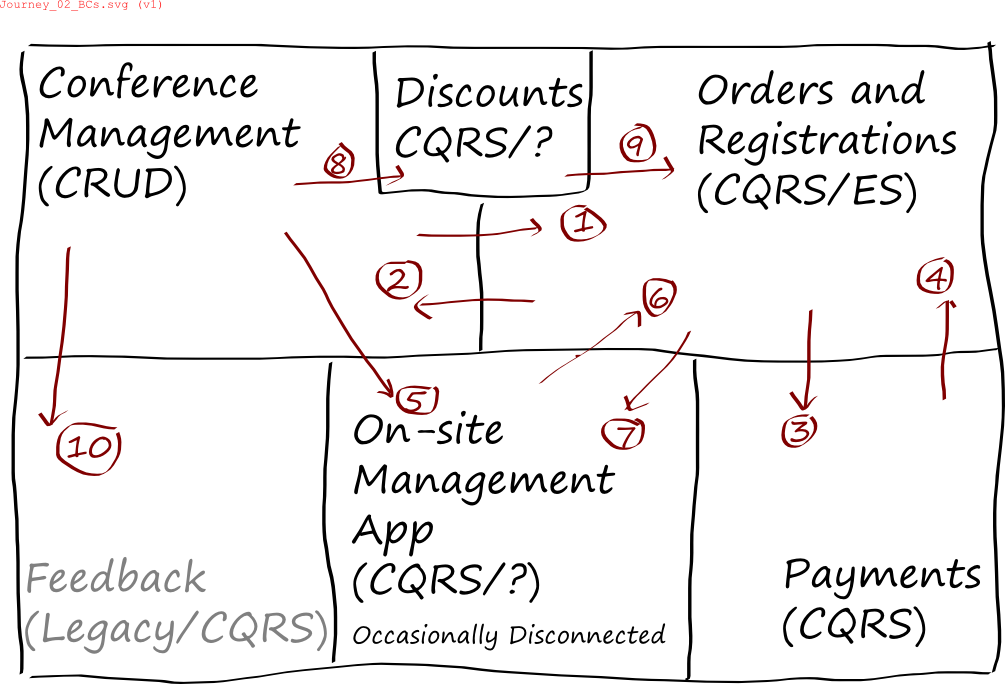 Journey_02_BCs.svg (v1)
Conference
Management
(CRUD)
Discounts
CQRS/?
Orders and
Registrations
(CQRS/ES)
8
9
1
2
6
4
10
5
7
3
On-site
Management
App
(CQRS/?)
Occasionally Disconnected
Feedback
(Legacy/CQRS)
Payments
(CQRS)